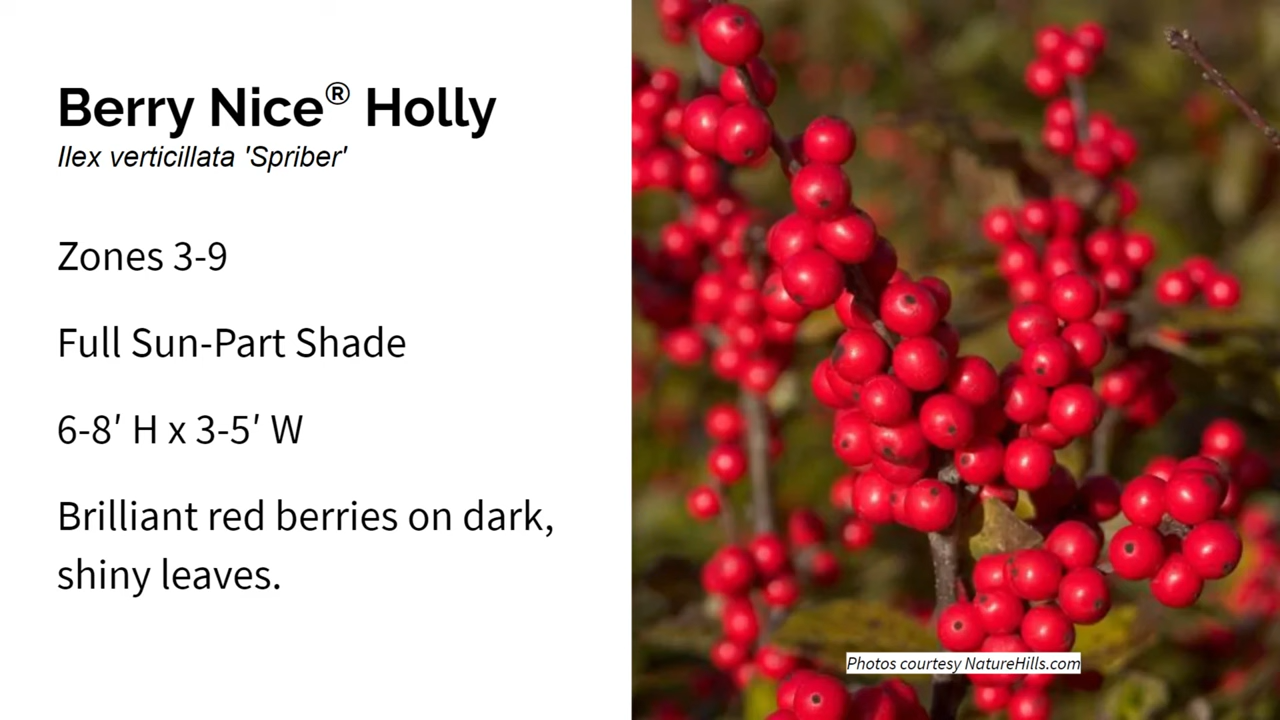 Berry Nice® Holly
Ilex verticillata 'Spriber'
Zones 3-9
Full Sun-Part Shade
6-8′ H x 3-5′ W
Brilliant red berries on dark,
shiny leaves.
Photos courtesy NatureHills.com